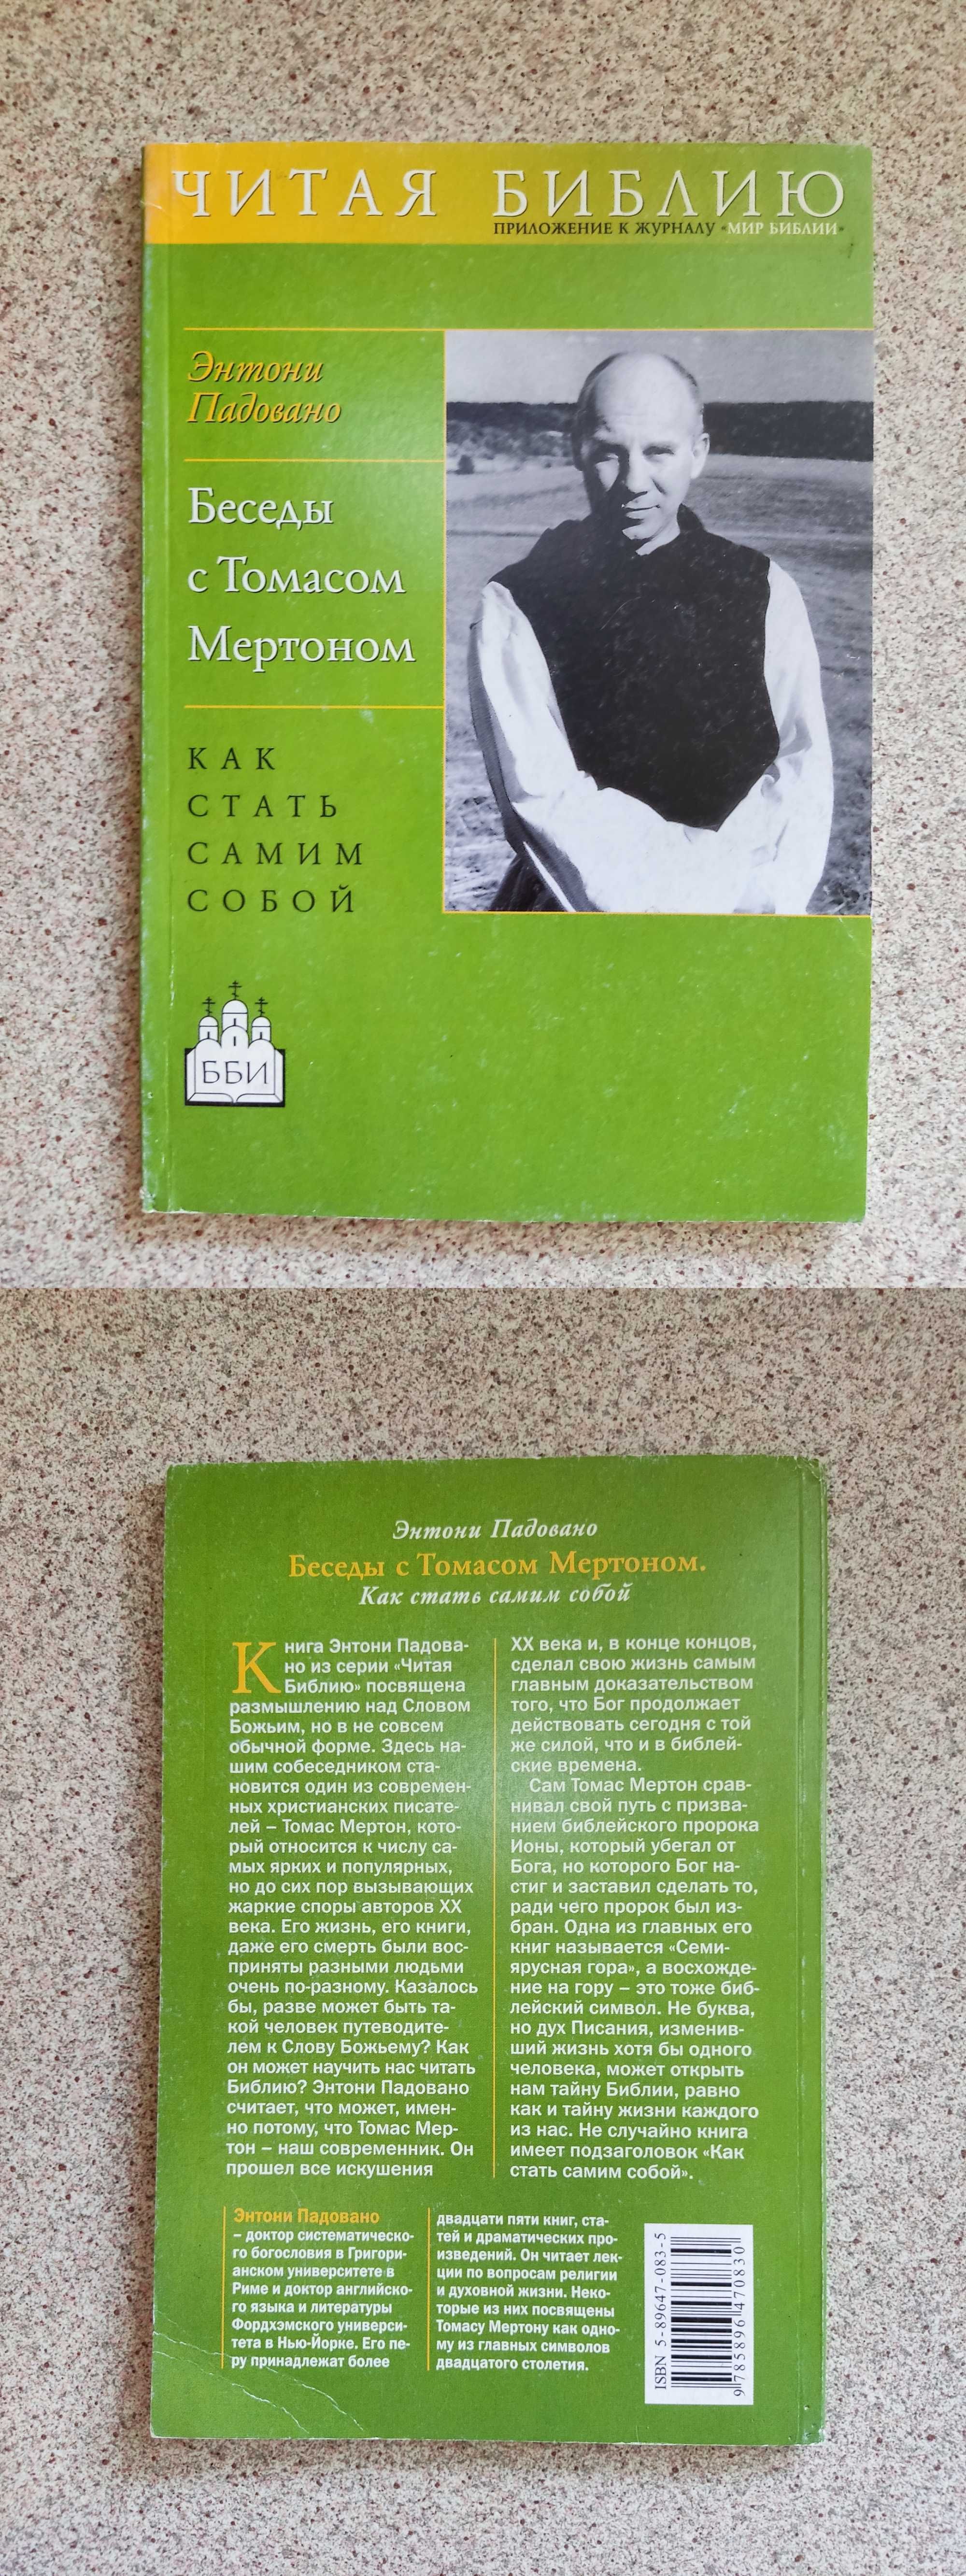 ЧИТАЯ БИБЛИЮ
ПРИЛОЖЕНИЕ К ЖУРНАЛУ «МИР БИБЛИИ»
Энтони
Падовано
Беседы
с Томасом
Мертоном
КАК
СТАТЬ
САМИМ
СОБОЙ
ББИ
Энтони Падовано
Беседы с Томасом Мертоном.
Как стать самим собой
Книга Энтони Падова-
но из серии «Читая
Библию» посвящена
размышлению над Словом
Божьим, но в не совсем
обычной форме. Здесь на-
шим собеседником ста-
новится один из современ-
ных христианских писате-
лей – Томас Мертон, кото-
рый относится к числу са-
мых ярких и популярных,
но до сих пор вызывающих
жаркие споры авторов XX
века. Его жизнь, его книги,
даже его смерть были вос-
приняты разными людьми
очень по-разному. Казалось
бы, разве может быть та-
кой человек путеводите-
лем к Слову Божьему? Как
он может научить нас читать
Библию? Энтони Падовано
считает, что может, имен-
но потому, что Томас Мер-
тон – наш современник. Он
прошел все искушения
XX века и, в конце концов,
сделал свою жизнь самым
главным доказательством
того, что Бог продолжает
действовать сегодня с той
же силой, что и в библей-
ские времена.
Сам Томас Мертон срав-
нивал свой путь с призва-
нием библейского пророка
Ионы, который убегал от
Бога, но которого Бог на-
стиг и заставил сделать то,
ради чего пророк был из-
бран. Одна из главных его
книг называется «Семи-
ярусная гора», а восхожде-
ние на гору – это тоже биб-
лейский символ. Не буква,
но дух Писания, изменив-
ший жизнь хотя бы одного
человека, может открыть
нам тайну Библии, равно
как и тайну жизни каждого
из нас. Не случайно книга
имеет подзаголовок «Как
стать самим собой».
Энтони Падовано
– доктор систематическо-
го богословия в Григори-
анском университете в
Риме и доктор английско-
го языка и литературы
Фордхэмского универси-
тета в Нью-Йорке. Его пе-
ру принадлежат более
двадцати пяти книг, ста-
тей и драматических про-
изведений. Он читает лек-
ции по вопросам религии
и духовной жизни. Неко-
торые из них посвящены
Томасу Мертону как одно-
му из главных символов
двадцатого столетия.
ISBN 5-89647-083-5
9 785896 470830